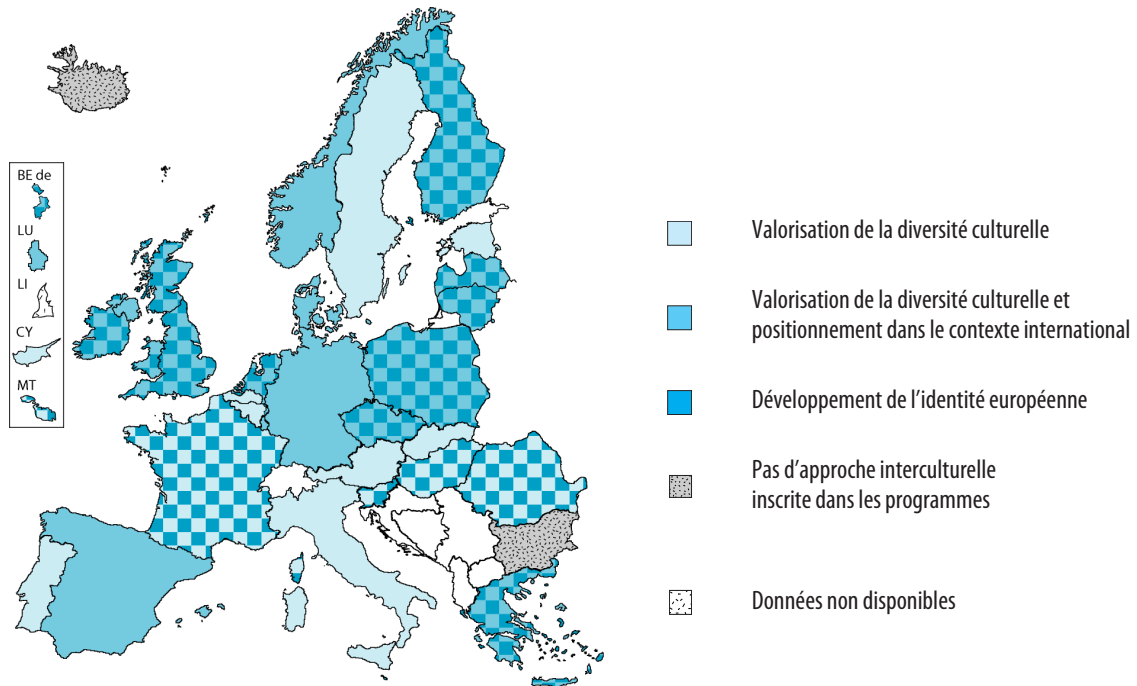 BE de
LU
LI
CY
MT
Valorisation de la diversité culturelle
Valorisation de la diversité culturelle et
positionnement dans le contexte international
Développement de l'identité européenne
Pas d'approche interculturelle
inscrite dans les programmes
Données non disponibles